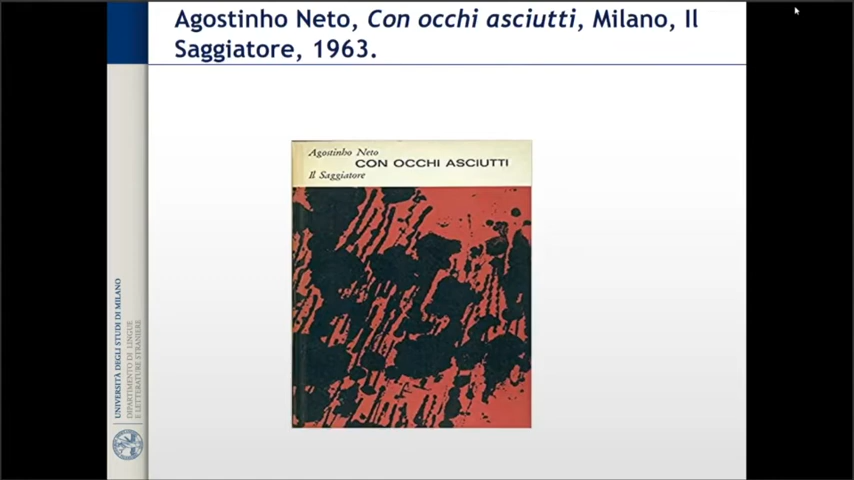 Agostinho Neto, Con occhi asciutti, Milano, Il
Saggiatore, 1963.
Agostinho Neto
CON OCCHI ASCIUTTI
Il Saggiatore
UNIVERSITÀ DEGLI STUDI DI MILANO
DIPARTIMENTO DI LINGUE
E LETTERATURE STRANIERE